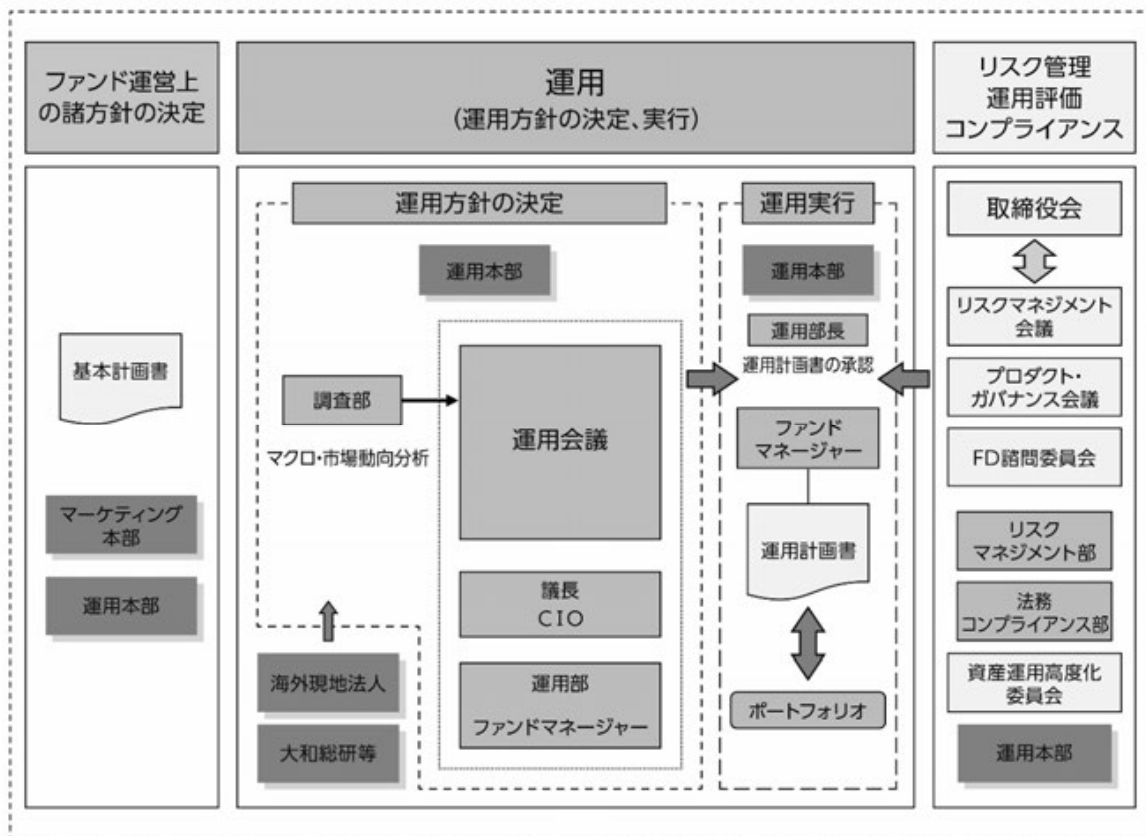 ファンド運営上
の諸方針の決定
運用
(運用方針の決定、実行)
リスク管理
運用評価
コンプライアンス
基本計画書
マーケティング
本部
運用本部
運用方針の決定
運用本部
調査部
マクロ・市場動向分析
運用会議
議長
CIO
運用部
ファンドマネージャー
海外現地法人
大和総研等
運用実行
運用本部
運用部長
運用計画書の承認
ファンド
マネージャー
運用計画書
ポートフォリオ
取締役会
リスクマネジメント
会議
プロダクト・
ガバナンス会議
FD諮問委員会
リスク
マネジメント部
法務
コンプライアンス部
資産運用高度化
委員会
運用本部